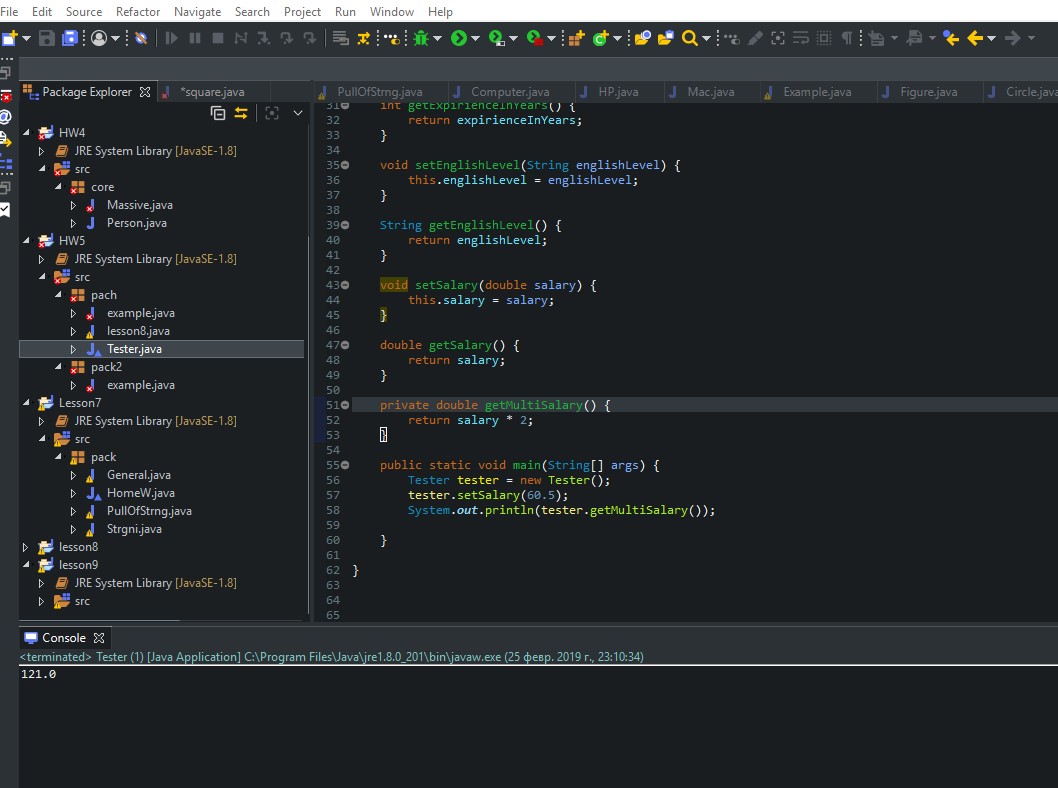 File Edit Source Refactor Navigate Search Project Run Window Help
Package Explorer *square.java PullOfStrng.java Computer.java HP.java Mac.java Example.java Figure.java Circle.java
HW4
JRE System Library [JavaSE-1.8]
src
core
Massive.java
Person.java
HW5
JRE System Library [JavaSE-1.8]
src
pach
example.java
lesson8.java
Tester.java
pack2
example.java
Lesson7
JRE System Library [JavaSE-1.8]
src
pack
General.java
HomeW.java
PullOfStrng.java
Strgni.java
lesson8
lesson9
JRE System Library [JavaSE-1.8]
src
31 int getExpirienceInYears() {
32 return expirienceInYears;
33 }
34
35 void setEnglishLevel(String englishLevel) {
36 this.englishLevel = englishLevel;
37 }
38
39 String getEnglishLevel() {
40 return englishLevel;
41 }
42
43 void setSalary(double salary) {
44 this.salary = salary;
45 }
46
47 double getSalary() {
48 return salary;
49 }
50
51 private double getMultiSalary() {
52 return salary * 2;
53 }
54
55 public static void main(String[] args) {
56 Tester tester = new Tester();
57 tester.setSalary(60.5);
58 System.out.println(tester.getMultiSalary());
59
60 }
61
62 }
63
64
65
Console
<terminated> Tester (1) [Java Application] C:\Program Files\Java\jre1.8.0_201\bin\javaw.exe (25 февр. 2019 г., 23:10:34)
121.0